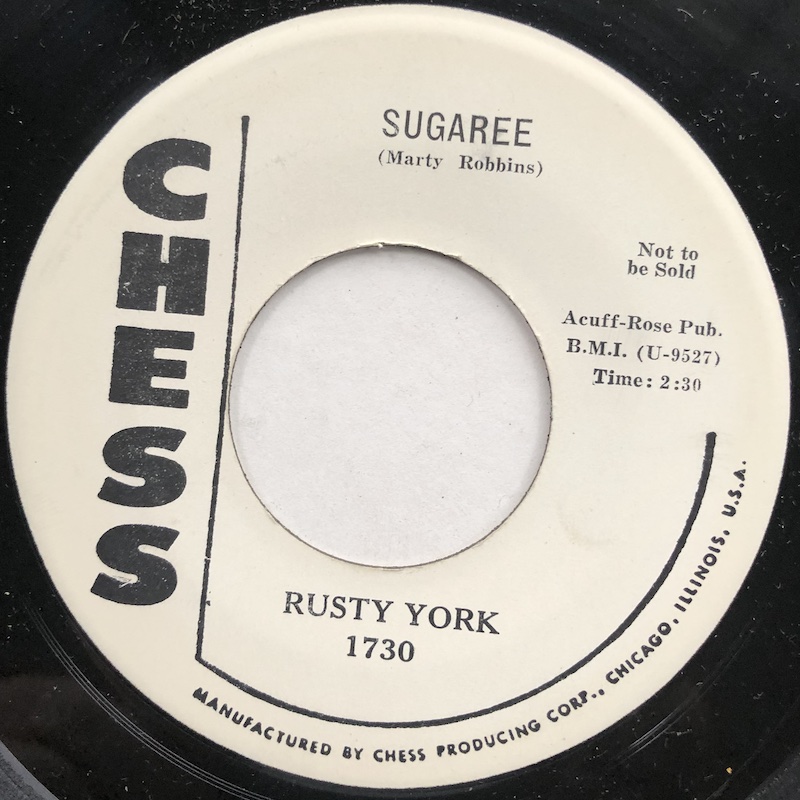 CHESS
SUGAREE
(Marty Robbins)
Not to
be Sold
Acuff-Rose Pub.
B.M.I. (U-9527)
Time: 2:30
RUSTY YORK
1730
MANUFACTURED BY CHESS PRODUCING CORP., CHICAGO, ILLINOIS, U.S.A.